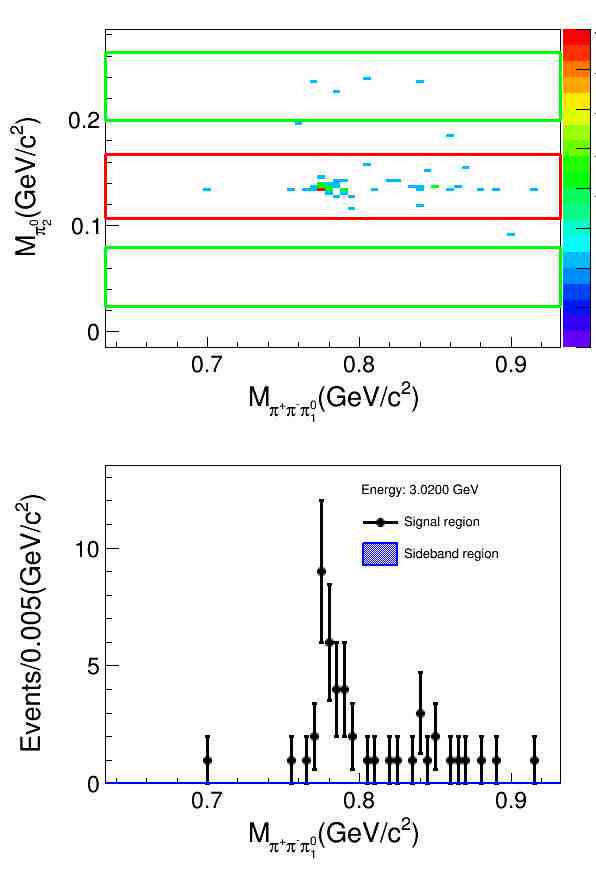 0.2
0.1
0
M_{π_2^0}(GeV/c^2)
0.7 0.8 0.9
M_{π^+π^-π_1^0}(GeV/c^2)
Energy: 3.0200 GeV
Signal region
Sideband region
10
5
0
Events/0.005(GeV/c^2)
0.7 0.8 0.9
M_{π^+π^-π_1^0}(GeV/c^2)